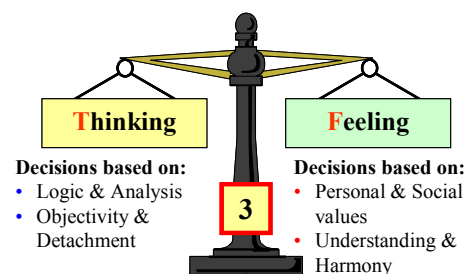 Thinking
Feeling
3
Decisions based on:
• Logic & Analysis
• Objectivity &
Detachment
Decisions based on:
• Personal & Social
values
• Understanding &
Harmony